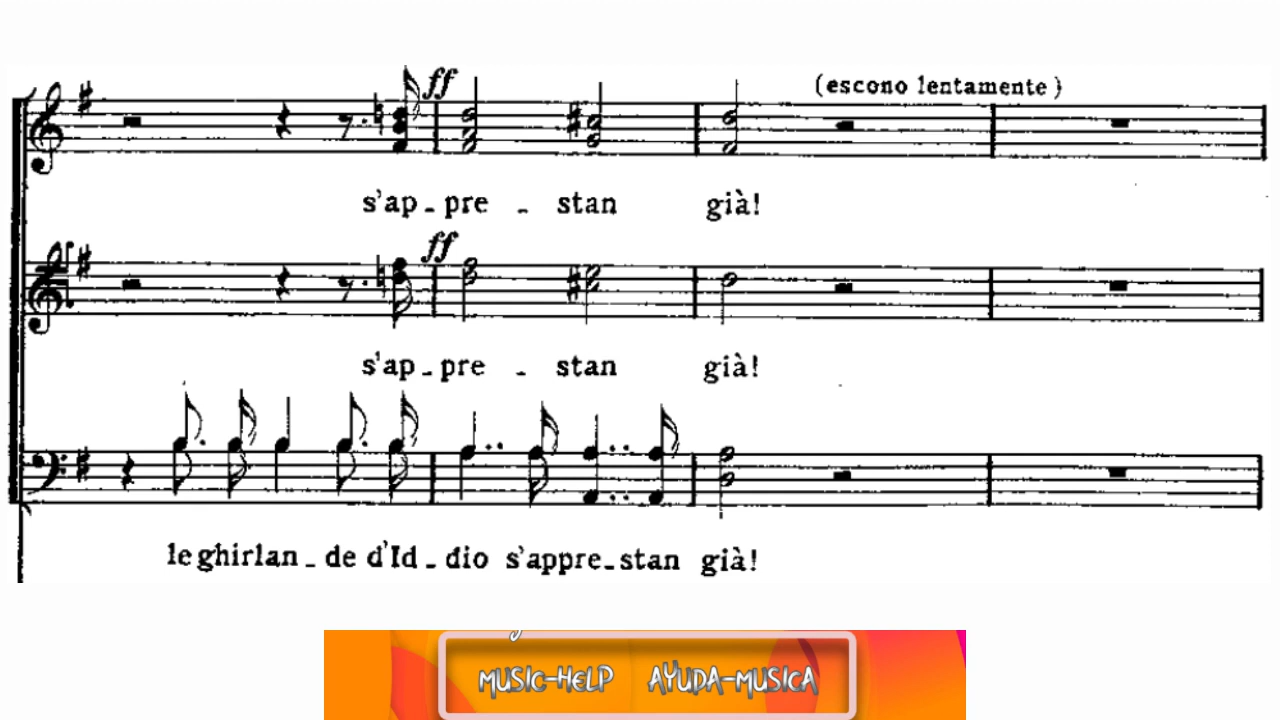 ff
(escono lentamente)
s'ap - pre - stan già!
ff
s'ap - pre - stan già!
le ghirlan - de d'Id - dio s'appre - stan già!
MUSIC-HELP AYUDA-MUSICA